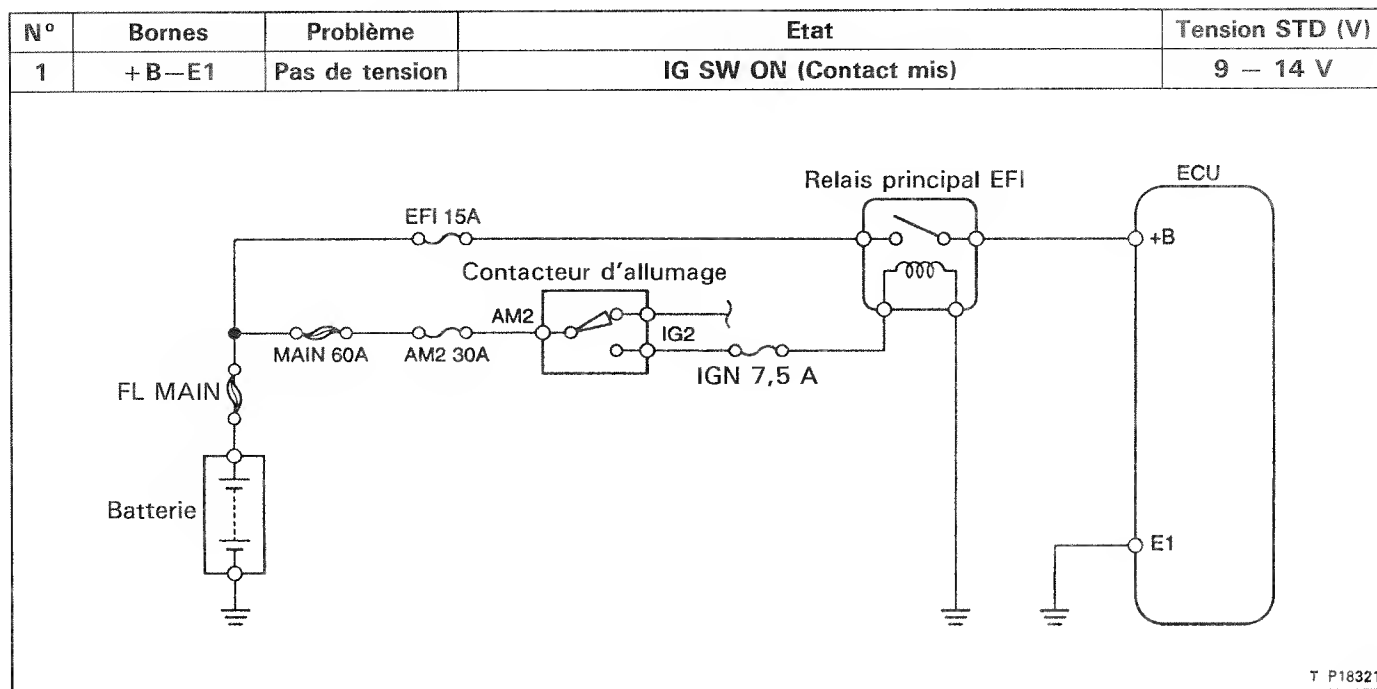 N° Bornes Problème Etat Tension STD (V)
1 +B—E1 Pas de tension IG SW ON (Contact mis) 9 — 14 V
Relais principal EFI
ECU
EFI 15A
+B
Contacteur d'allumage
AM2
IG2
MAIN 60A
AM2 30A
IGN 7,5 A
FL MAIN
Batterie
E1
T P18321